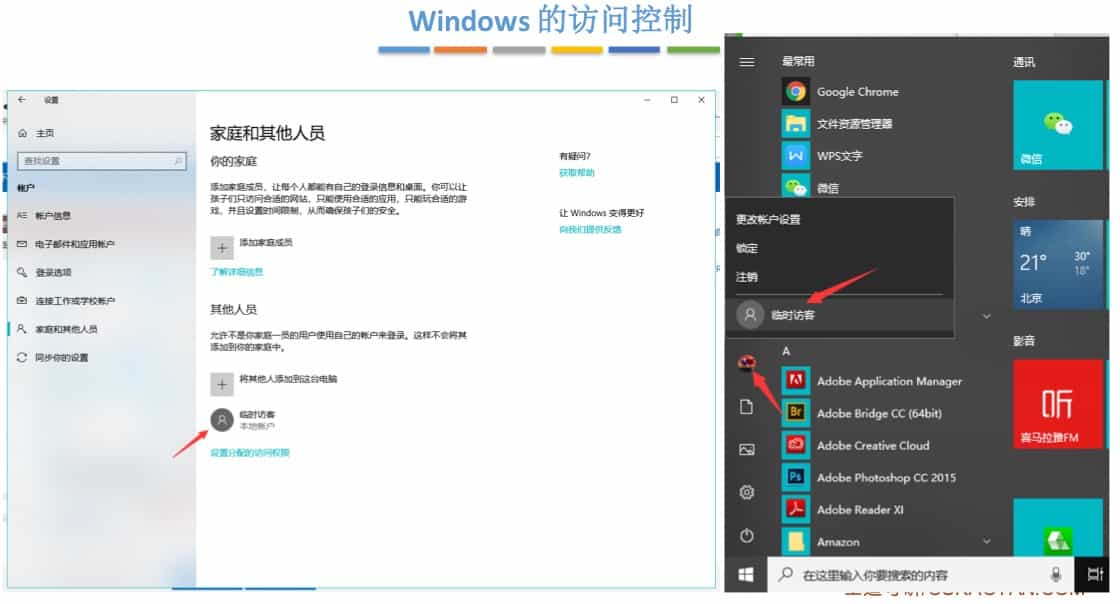 Windows 的访问控制
设置
主页
查找设置
帐户
帐户信息
电子邮件和应用帐户
登录选项
连接工作或学校帐户
家庭和其他人员
同步你的设置
家庭和其他人员
你的家庭
添加家庭成员，让每个人都能有自己的登录信息和桌面。你可以让
孩子们只访问合适的网站，只能使用合适的应用，只能玩合适的游
戏，并且设置时间限制，从而确保孩子们的安全。
添加家庭成员
了解详细信息
其他人员
允许不是你家庭一员的用户使用自己的帐户来登录。这样不会将其
添加到你的家庭中。
将其他人添加到这台电脑
临时访客
本地帐户
设置分配的访问权限
有疑问?
获取帮助
让 Windows 变得更好
向我们提供反馈
最常用
Google Chrome
文件资源管理器
WPS文字
微信
更改帐户设置
锁定
注销
临时访客
A
Adobe Application Manager
Adobe Bridge CC (64bit)
Adobe Creative Cloud
Adobe Photoshop CC 2015
Adobe Reader XI
Amazon
通讯
微信
安排
晴
21°
30°
18°
北京
影音
听
喜马拉雅FM
在这里输入你要搜索的内容